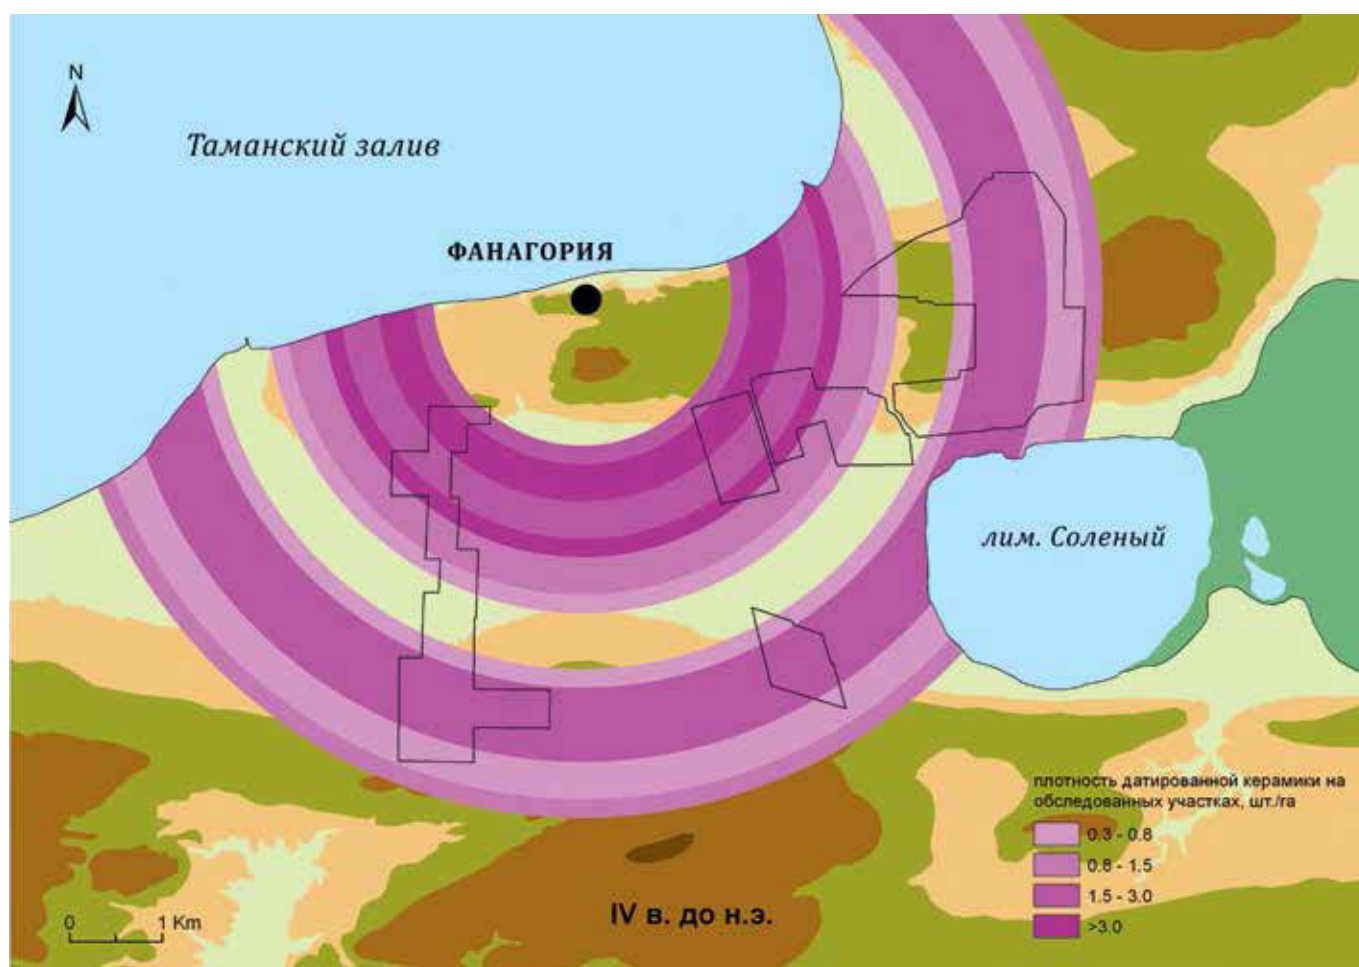 N
Таманский залив
ФАНАГОРИЯ
лим. Соленый
плотность датированной керамики на
обследованных участках, шт./га
0.3 - 0.8
0.8 - 1.5
1.5 - 3.0
>3.0
0 1 Km
IV в. до н.э.